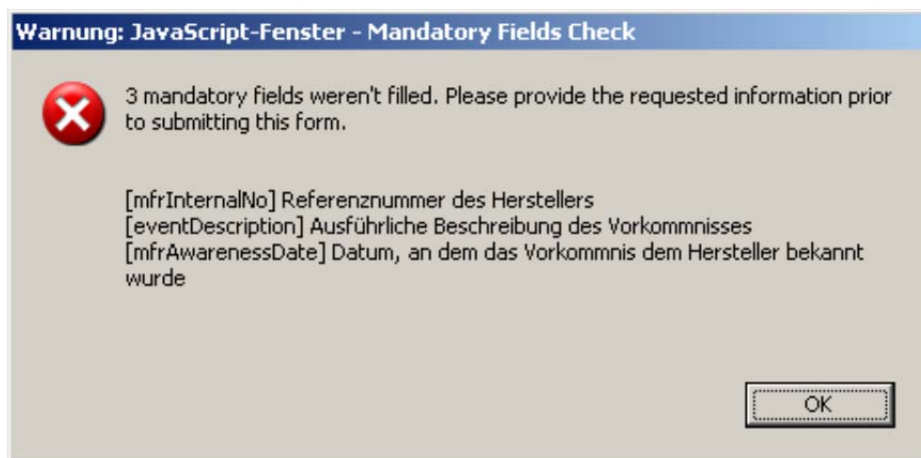 Warnung: JavaScript-Fenster - Mandatory Fields Check
3 mandatory fields weren't filled. Please provide the requested information prior
to submitting this form.
[mfrInternalNo] Referenznummer des Herstellers
[eventDescription] Ausführliche Beschreibung des Vorkommnisses
[mfrAwarenessDate] Datum, an dem das Vorkommnis dem Hersteller bekannt
wurde
OK